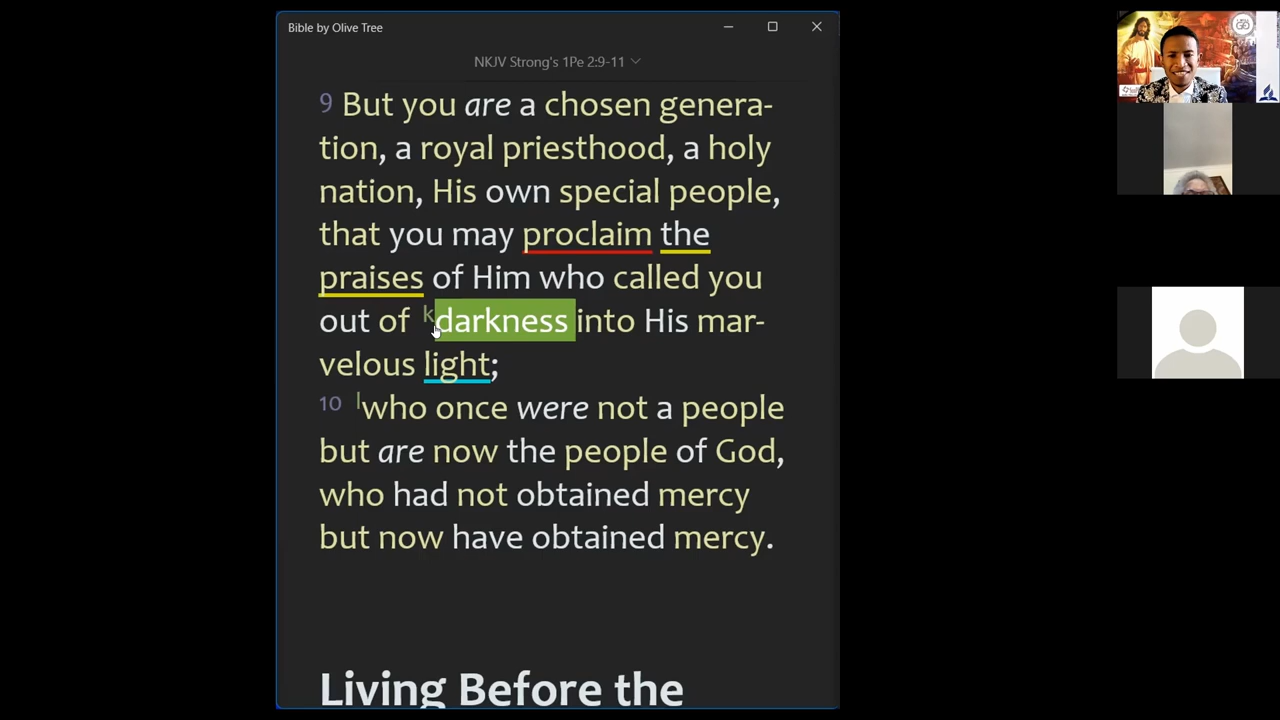 Bible by Olive Tree
NKJV Strong's 1Pe 2:9-11
9 But you are a chosen genera-
tion, a royal priesthood, a holy
nation, His own special people,
that you may proclaim the
praises of Him who called you
out of k darkness into His mar-
velous light;
10 l who once were not a people
but are now the people of God,
who had not obtained mercy
but now have obtained mercy.
Living Before the